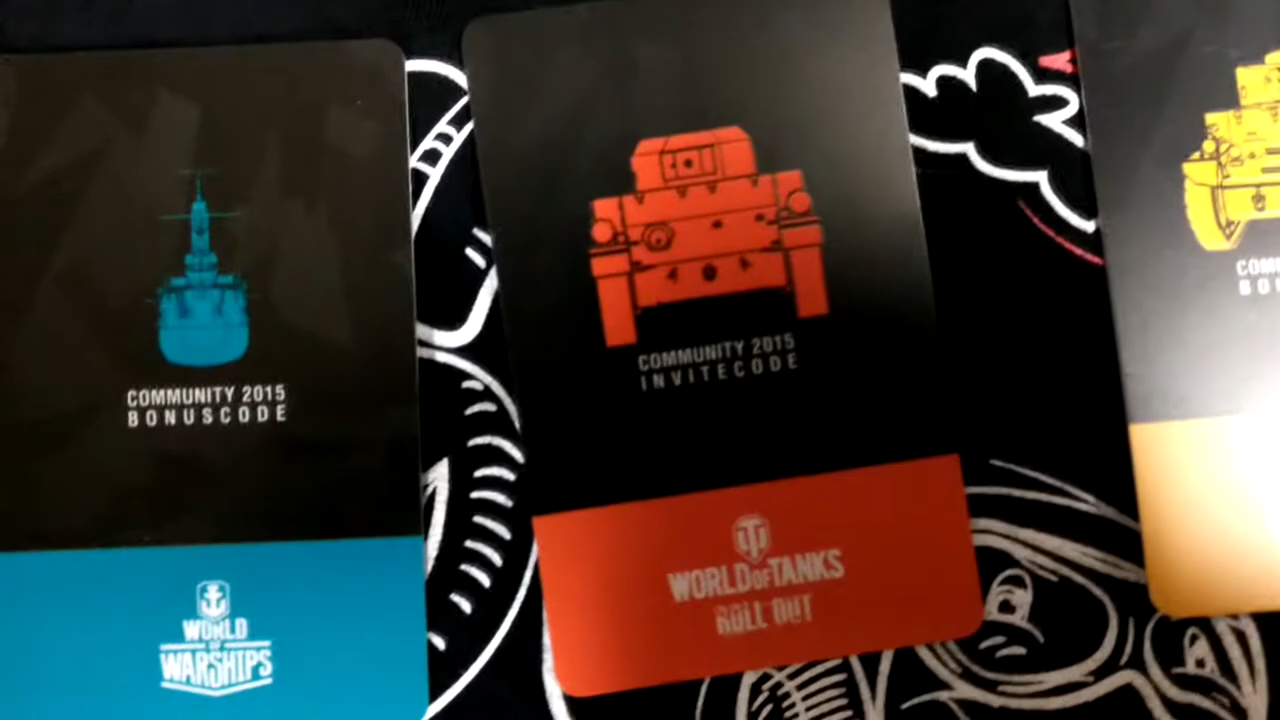 COMMUNITY 2015
BONUSCODE
WORLD
OF
WARSHIPS
COMMUNITY 2015
INVITECODE
WORLD OF TANKS
ROLL OUT